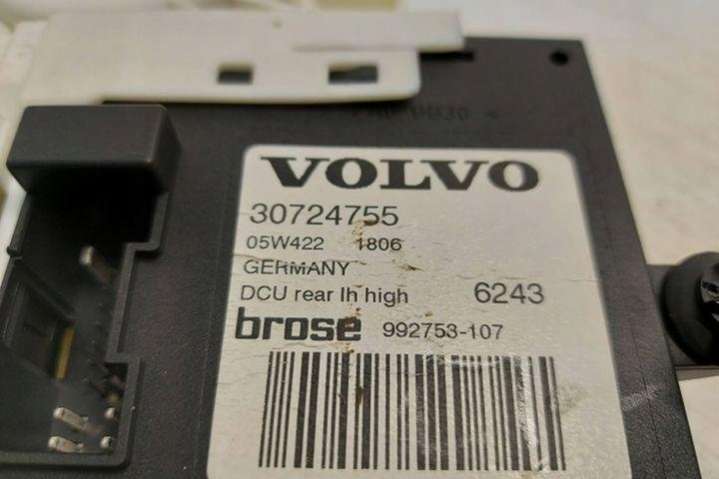 VOLVO
30724755
05W422 1806
GERMANY
DCU rear lh high 6243
brose 992753-107